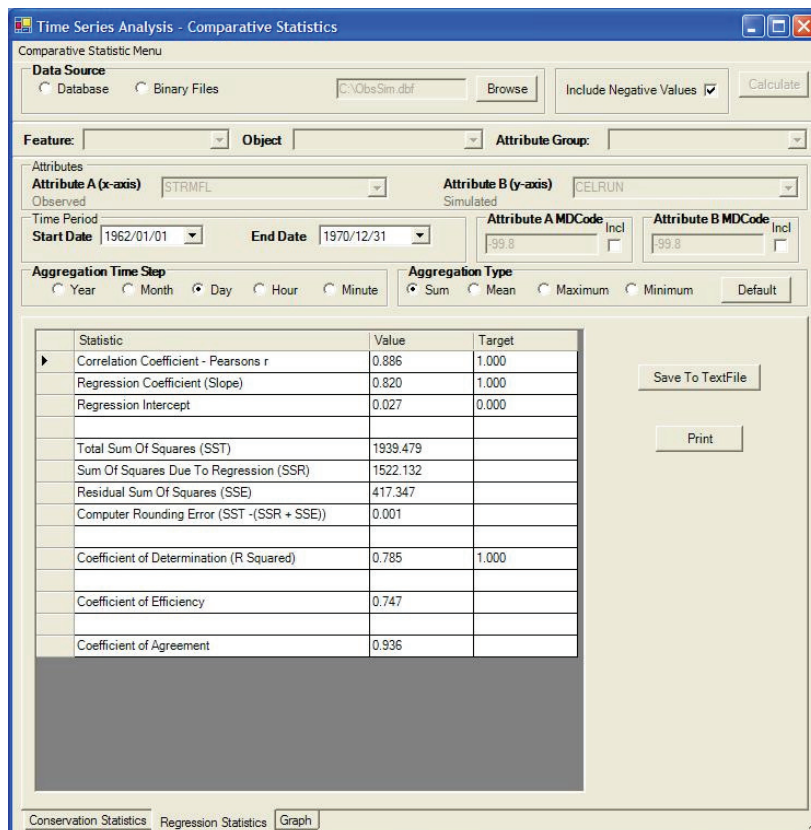 Time Series Analysis - Comparative Statistics
Comparative Statistic Menu
Data Source
Database Binary Files C:\ObsSim.dbf Browse Include Negative Values Calculate
Feature: Object Attribute Group:
Attributes
Attribute A (x-axis) STRMFL Attribute B (y-axis) CELRUN
Observed Simulated
Time Period Attribute A MDCode Attribute B MDCode
Start Date 1962/01/01 End Date 1970/12/31 -99.8 Incl -99.8 Incl
Aggregation Time Step Aggregation Type
Year Month Day Hour Minute Sum Mean Maximum Minimum Default
Statistic Value Target
Correlation Coefficient - Pearsons r 0.886 1.000
Regression Coefficient (Slope) 0.820 1.000
Regression Intercept 0.027 0.000
Total Sum Of Squares (SST) 1939.479
Sum Of Squares Due To Regression (SSR) 1522.132
Residual Sum Of Squares (SSE) 417.347
Computer Rounding Error (SST -(SSR + SSE)) 0.001
Coefficient of Determination (R Squared) 0.785 1.000
Coefficient of Efficiency 0.747
Coefficient of Agreement 0.936
Save To TextFile
Print
Conservation Statistics Regression Statistics Graph